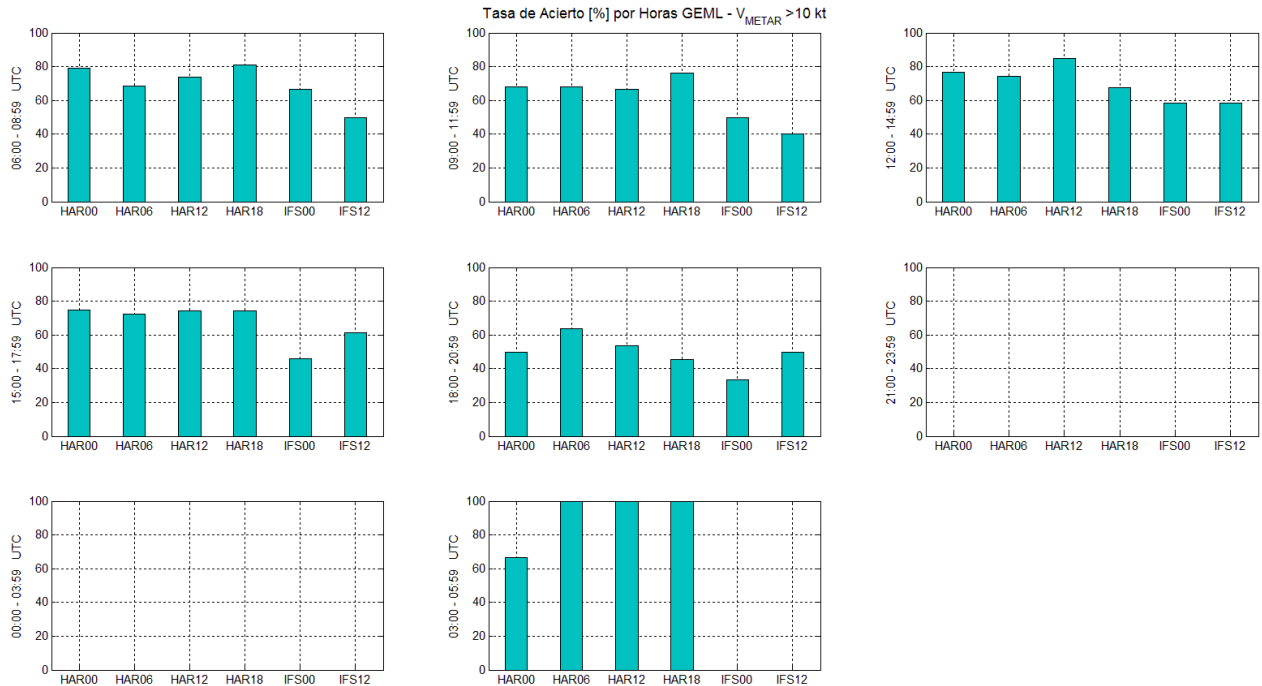 Tasa de Acierto [%] por Horas GEML - V_METAR >10 kt
06:00 - 08:59 UTC
100
80
60
40
20
0
HAR00 HAR06 HAR12 HAR18 IFS00 IFS12
09:00 - 11:59 UTC
100
80
60
40
20
0
HAR00 HAR06 HAR12 HAR18 IFS00 IFS12
12:00 - 14:59 UTC
100
80
60
40
20
0
HAR00 HAR06 HAR12 HAR18 IFS00 IFS12
15:00 - 17:59 UTC
100
80
60
40
20
0
HAR00 HAR06 HAR12 HAR18 IFS00 IFS12
18:00 - 20:59 UTC
100
80
60
40
20
0
HAR00 HAR06 HAR12 HAR18 IFS00 IFS12
21:00 - 23:59 UTC
100
80
60
40
20
0
HAR00 HAR06 HAR12 HAR18 IFS00 IFS12
00:00 - 03:59 UTC
100
80
60
40
20
0
HAR00 HAR06 HAR12 HAR18 IFS00 IFS12
03:00 - 05:59 UTC
100
80
60
40
20
0
HAR00 HAR06 HAR12 HAR18 IFS00 IFS12